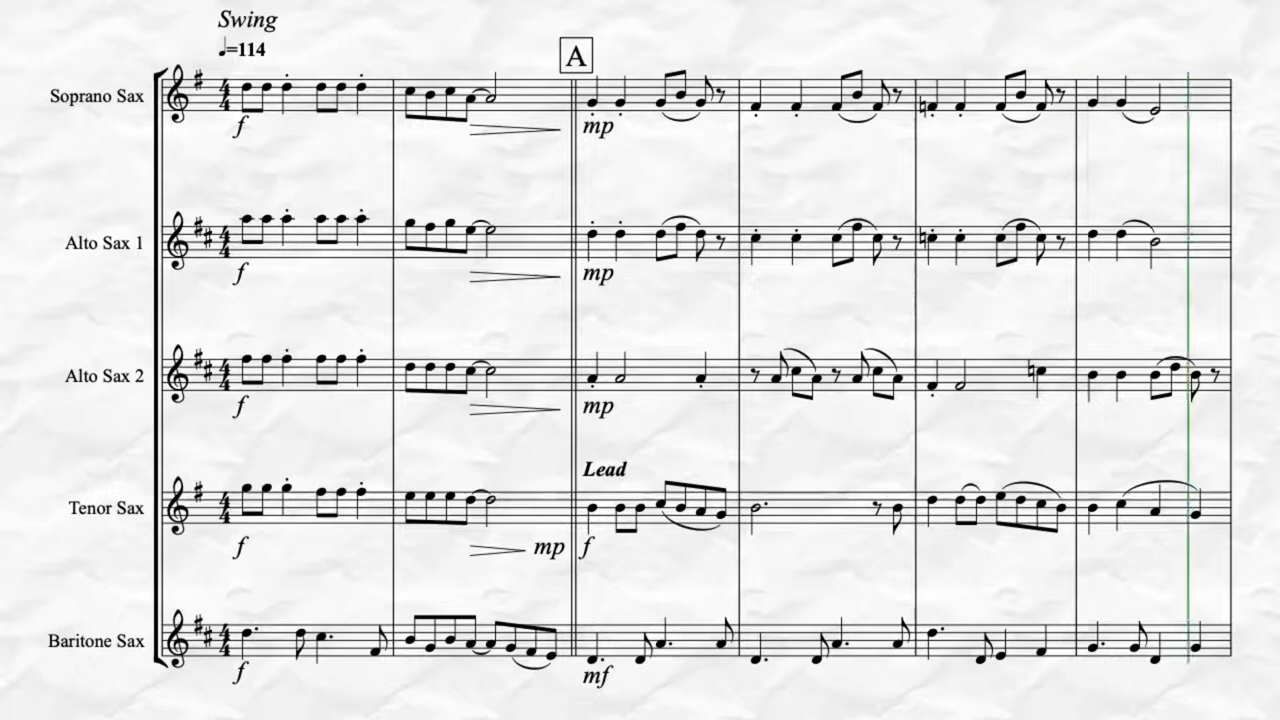 Swing
♩=114
A
Soprano Sax
f
mp
Alto Sax 1
f
mp
Alto Sax 2
f
mp
Lead
Tenor Sax
f
mp
f
Baritone Sax
f
mf